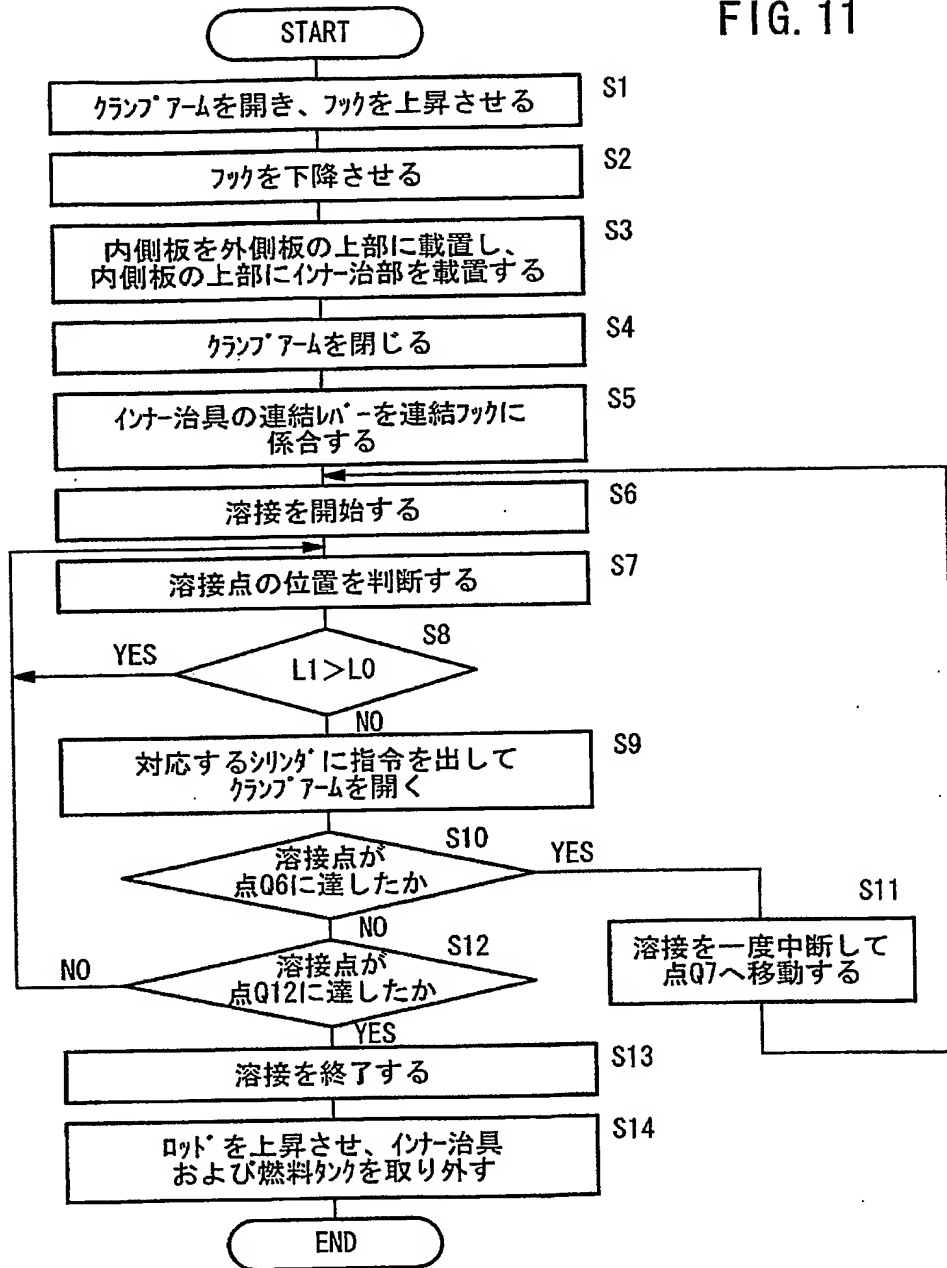 FIG. 11
START
クランプアームを開き、フックを上昇させる
S1
フックを下降させる
S2
内側板を外側板の上部に載置し、
内側板の上部にインナー治部を載置する
S3
クランプアームを閉じる
S4
インナー治具の連結レバーを連結フックに
係合する
S5
溶接を開始する
S6
溶接点の位置を判断する
S7
S8
YES
L1>L0
NO
対応するシリンダに指令を出して
クランプアームを開く
S9
溶接点が
点Q6に達したか
S10
YES
S11
溶接を一度中断して
点Q7へ移動する
NO
溶接点が
点Q12に達したか
S12
NO
YES
溶接を終了する
S13
ロッドを上昇させ、インナー治具
および燃料タンクを取り外す
S14
END